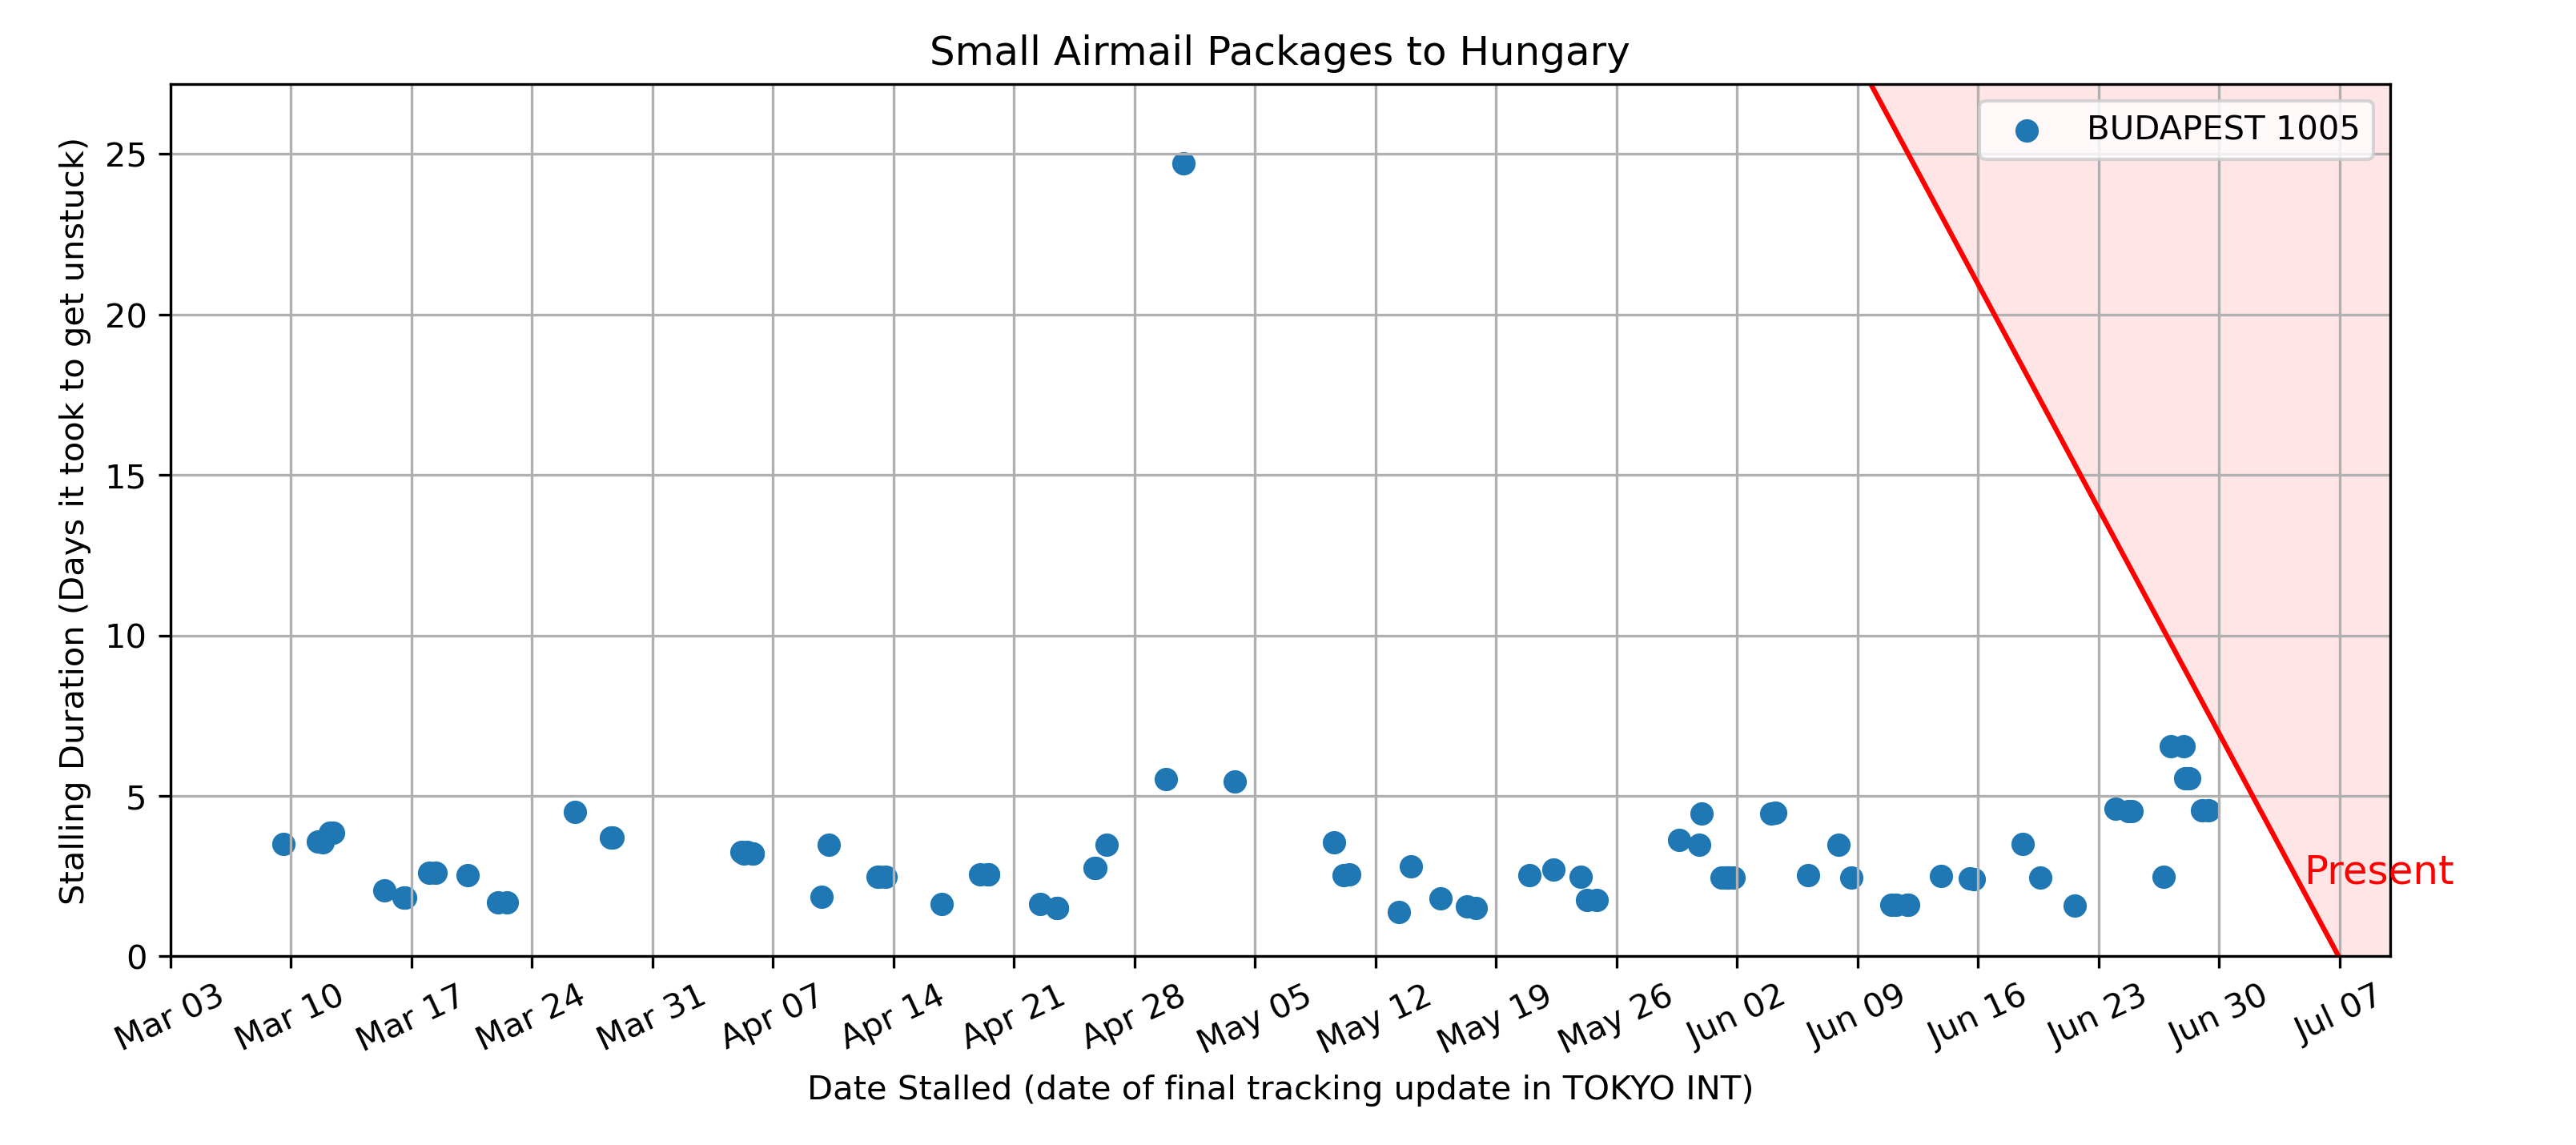 Small Airmail Packages to Hungary
BUDAPEST 1005
Stalling Duration (Days it took to get unstuck)
25
20
15
10
5
0
Present
Mar 03
Mar 10
Mar 17
Mar 24
Mar 31
Apr 07
Apr 14
Apr 21
Apr 28
May 05
May 12
May 19
May 26
Jun 02
Jun 09
Jun 16
Jun 23
Jun 30
Jul 07
Date Stalled (date of final tracking update in TOKYO INT)